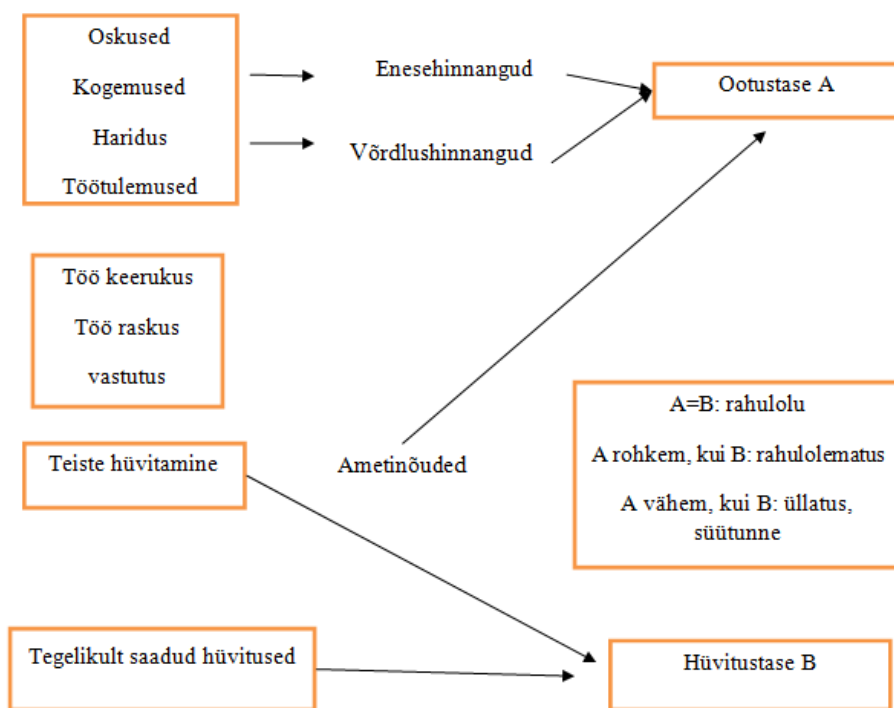 Oskused
Kogemused
Haridus
Töötulemused
Enesehinnangud
Võrdlushinnangud
Ootustase A
Töö keerukus
Töö raskus
vastutus
Teiste hüvitamine
Ametinõuded
A=B: rahulolu
A rohkem, kui B: rahulolematus
A vähem, kui B: üllatus,
süütunne
Tegelikult saadud hüvitused
Hüvitustase B